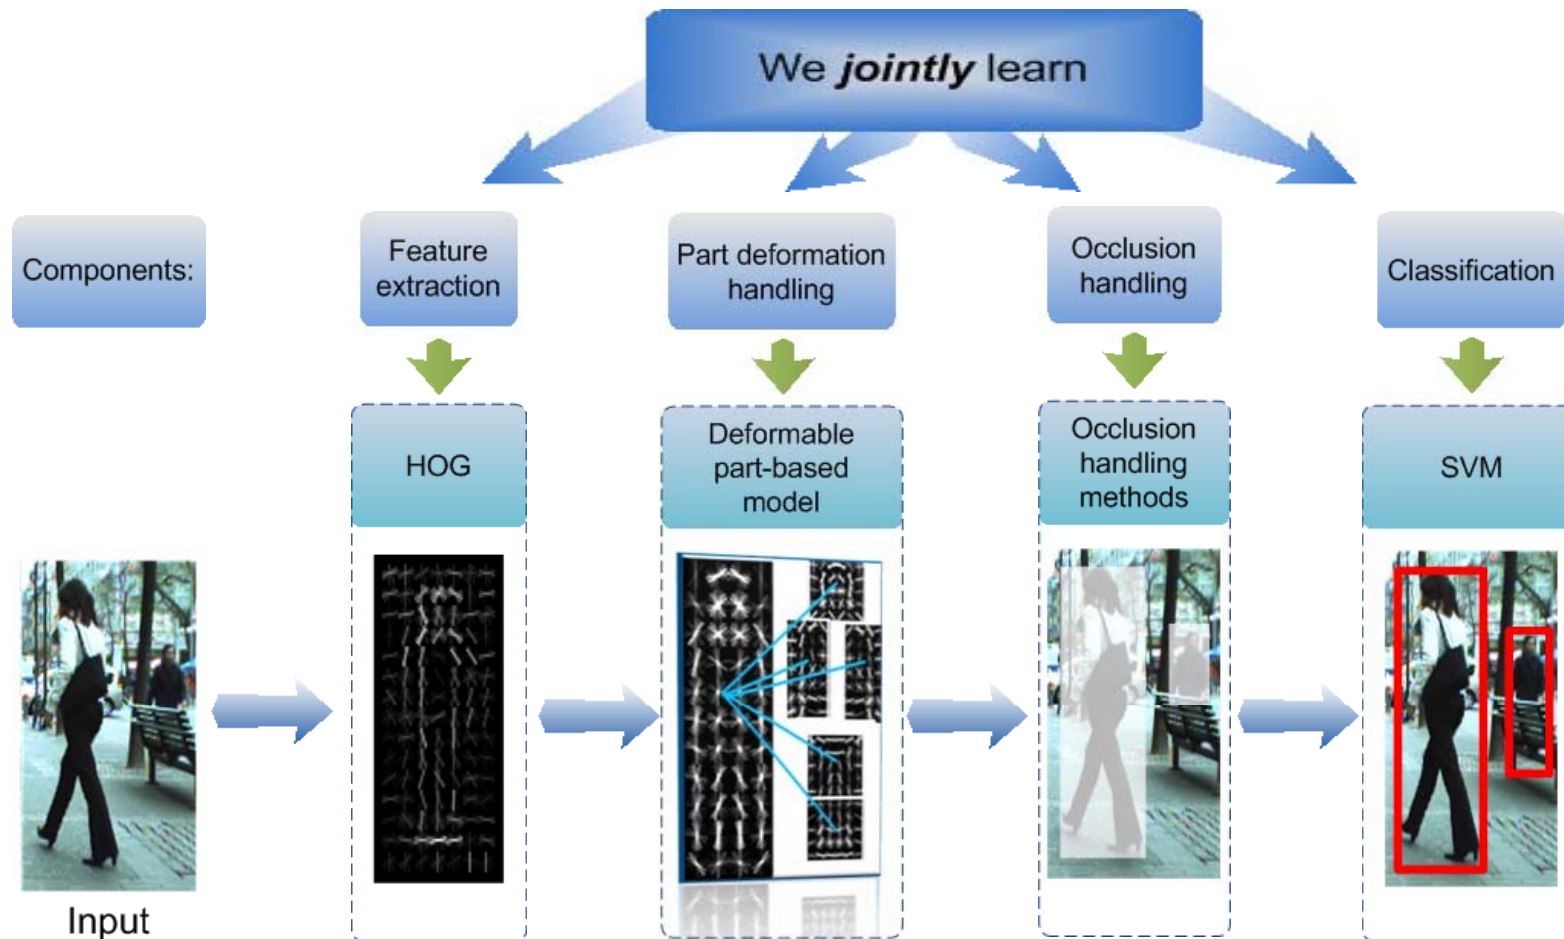 We jointly learn
Components:
Feature
extraction
Part deformation
handling
Occlusion
handling
Classification
HOG
Deformable
part-based
model
Occlusion
handling
methods
SVM
Input